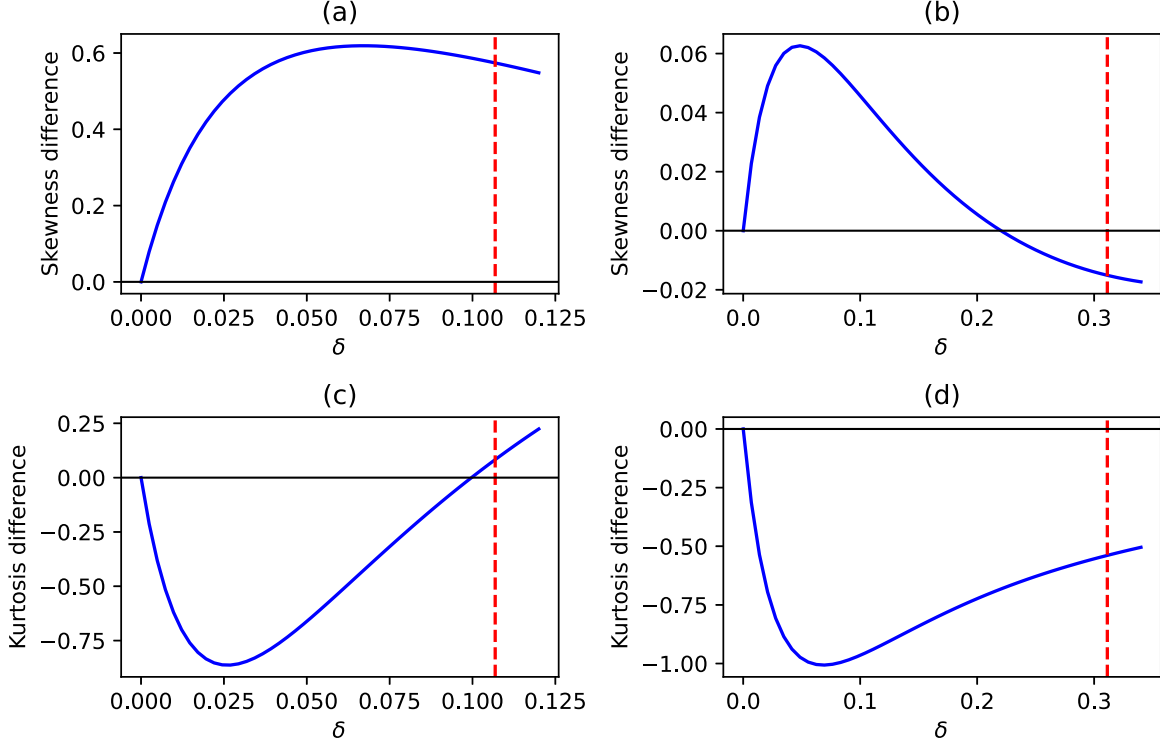 (a)
Skewness difference
0.6
0.4
0.2
0.0
0.000 0.025 0.050 0.075 0.100 0.125
δ
(b)
Skewness difference
0.06
0.04
0.02
0.00
−0.02
0.0 0.1 0.2 0.3
δ
(c)
Kurtosis difference
0.25
0.00
−0.25
−0.50
−0.75
0.000 0.025 0.050 0.075 0.100 0.125
δ
(d)
Kurtosis difference
0.00
−0.25
−0.50
−0.75
−1.00
0.0 0.1 0.2 0.3
δ